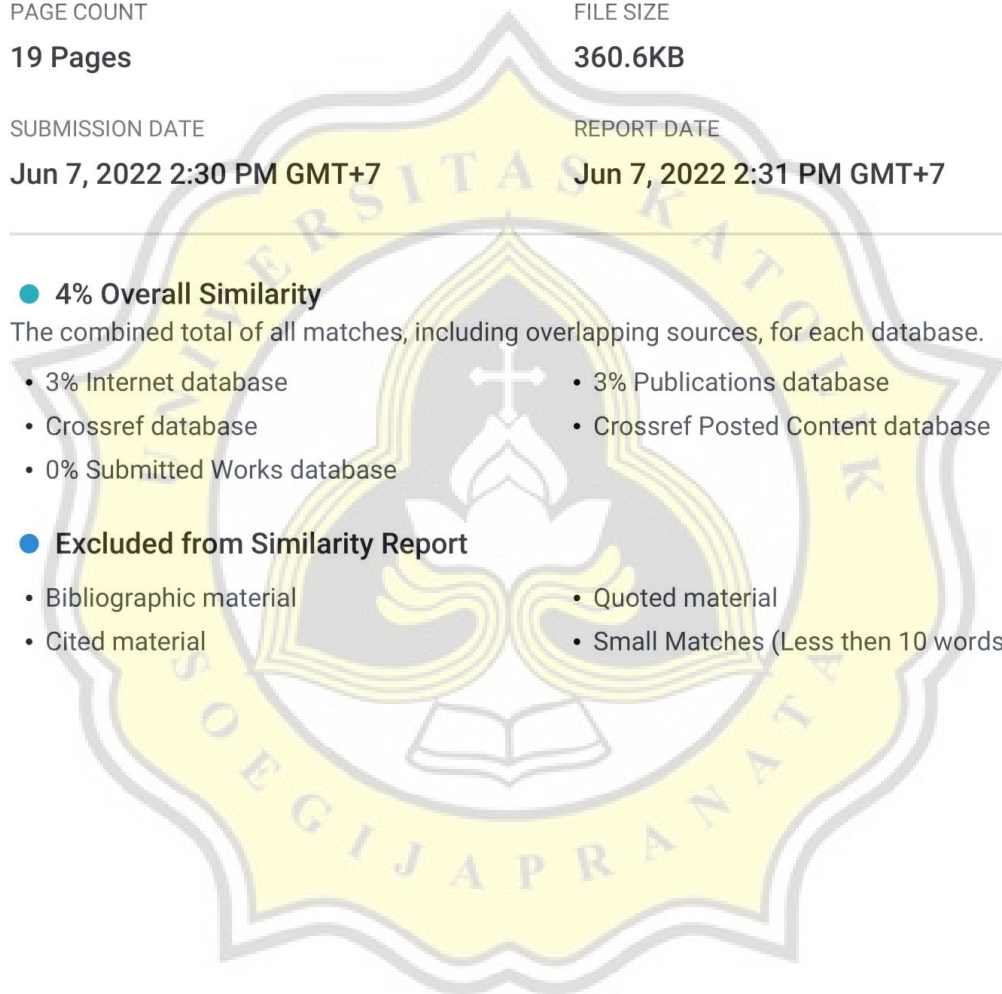 PAGE COUNT
FILE SIZE
19 Pages
360.6KB
SUBMISSION DATE
REPORT DATE
Jun 7, 2022 2:30 PM GMT+7
Jun 7, 2022 2:31 PM GMT+7
4% Overall Similarity
The combined total of all matches, including overlapping sources, for each database.
• 3% Internet database
• 3% Publications database
• Crossref database
• Crossref Posted Content database
• 0% Submitted Works database
Excluded from Similarity Report
• Bibliographic material
• Quoted material
• Cited material
• Small Matches (Less then 10 words
UNIVERSITAS KATOLIK
SOEGIJAPRANATA